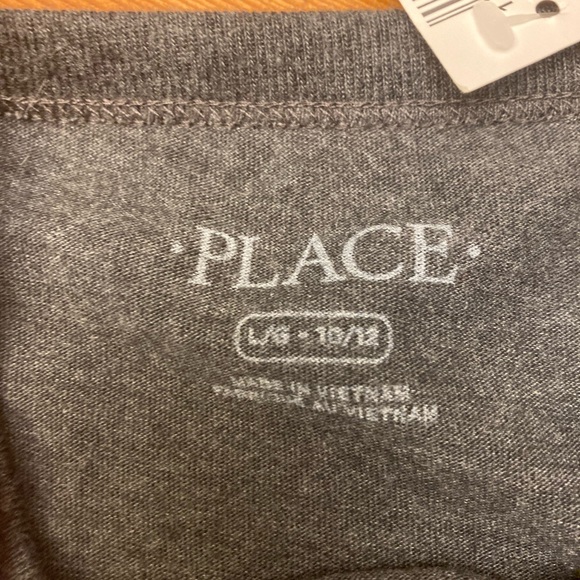 L
·PLACE·
L/G • 10/12
MADE IN VIETNAM
FABRIQUÉ AU VIETNAM